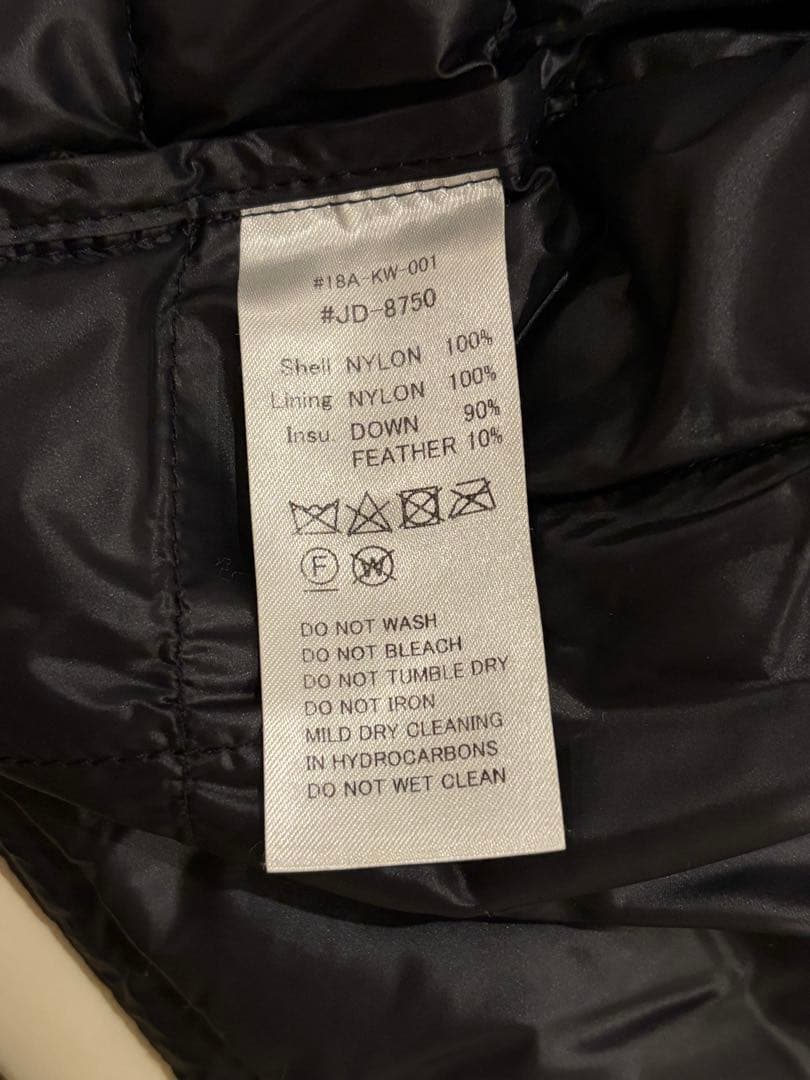 #18A-KW-001
#JD-8750
Shell NYLON 100%
Lining NYLON 100%
Insu. DOWN 90%
FEATHER 10%
F W
DO NOT WASH
DO NOT BLEACH
DO NOT TUMBLE DRY
DO NOT IRON
MILD DRY CLEANING
IN HYDROCARBONS
DO NOT WET CLEAN